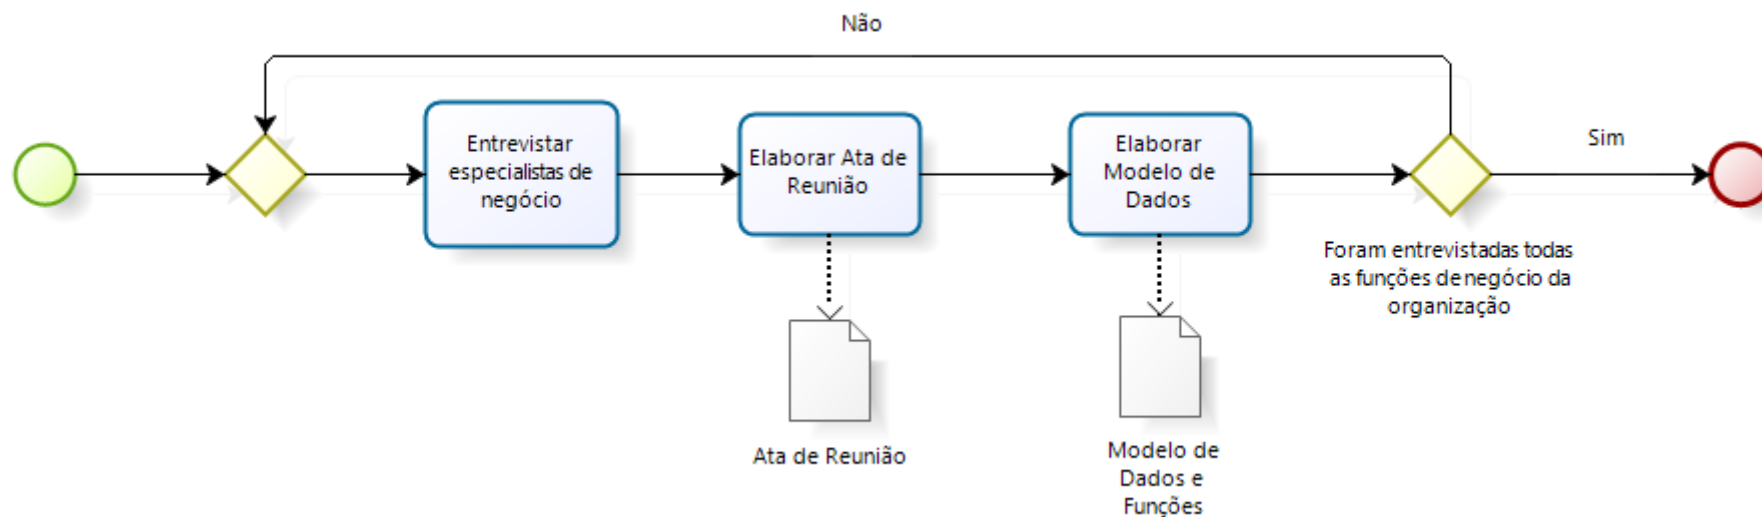 Não
Entrevistar
especialistas de
negócio
Elaborar Ata de
Reunião
Elaborar
Modelo de
Dados
Sim
Foram entrevistadas todas
as funções de negócio da
organização
Ata de Reunião
Modelo de
Dados e
Funções